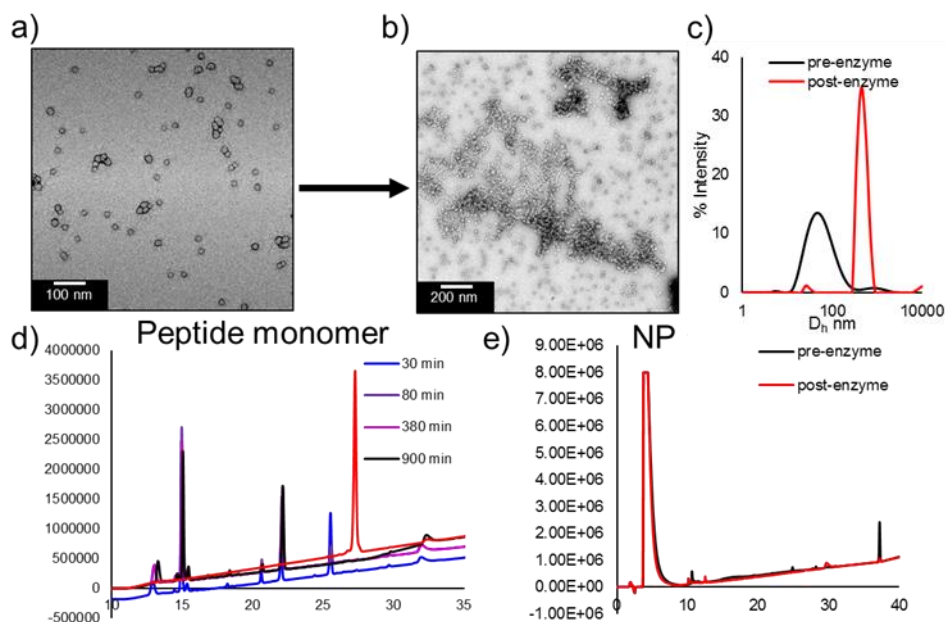 a)
b)
c)
100 nm
200 nm
40
30
20
10
0
% Intensity
pre-enzyme
post-enzyme
1
100
10000
Dₕ nm
d)
Peptide monomer
4000000
3500000
3000000
2500000
2000000
1500000
1000000
500000
0
-500000
30 min
80 min
380 min
900 min
10
15
20
25
30
35
e)
NP
9.00E+06
8.00E+06
7.00E+06
6.00E+06
5.00E+06
4.00E+06
3.00E+06
2.00E+06
1.00E+06
0.00E+00
-1.00E+06
pre-enzyme
post-enzyme
0
10
20
30
40